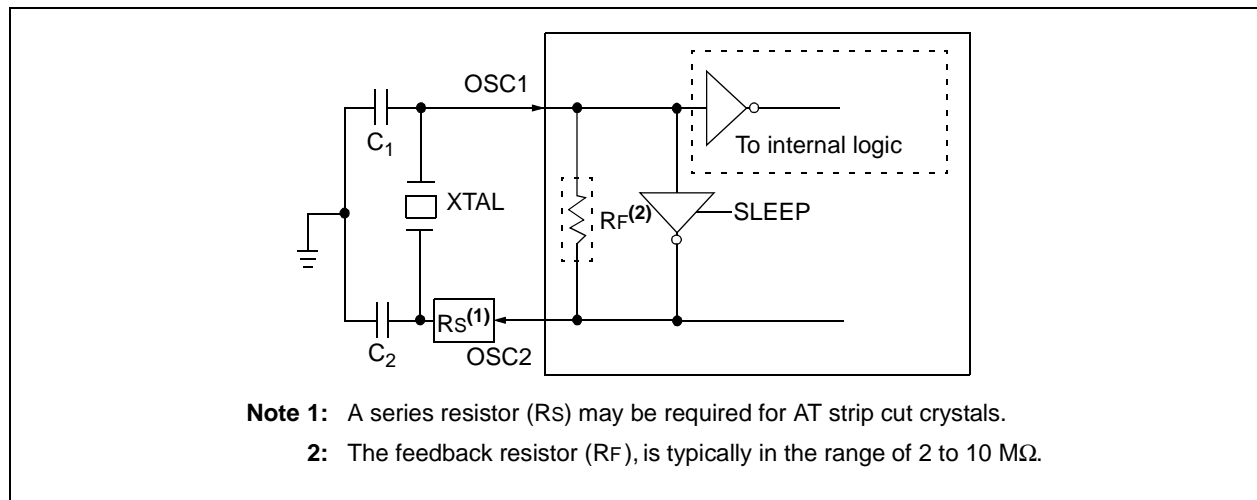 OSC1
C1
To internal logic
XTAL
RF(2)
SLEEP
RS(1)
C2
OSC2
Note 1: A series resistor (RS) may be required for AT strip cut crystals.
2: The feedback resistor (RF), is typically in the range of 2 to 10 MΩ.